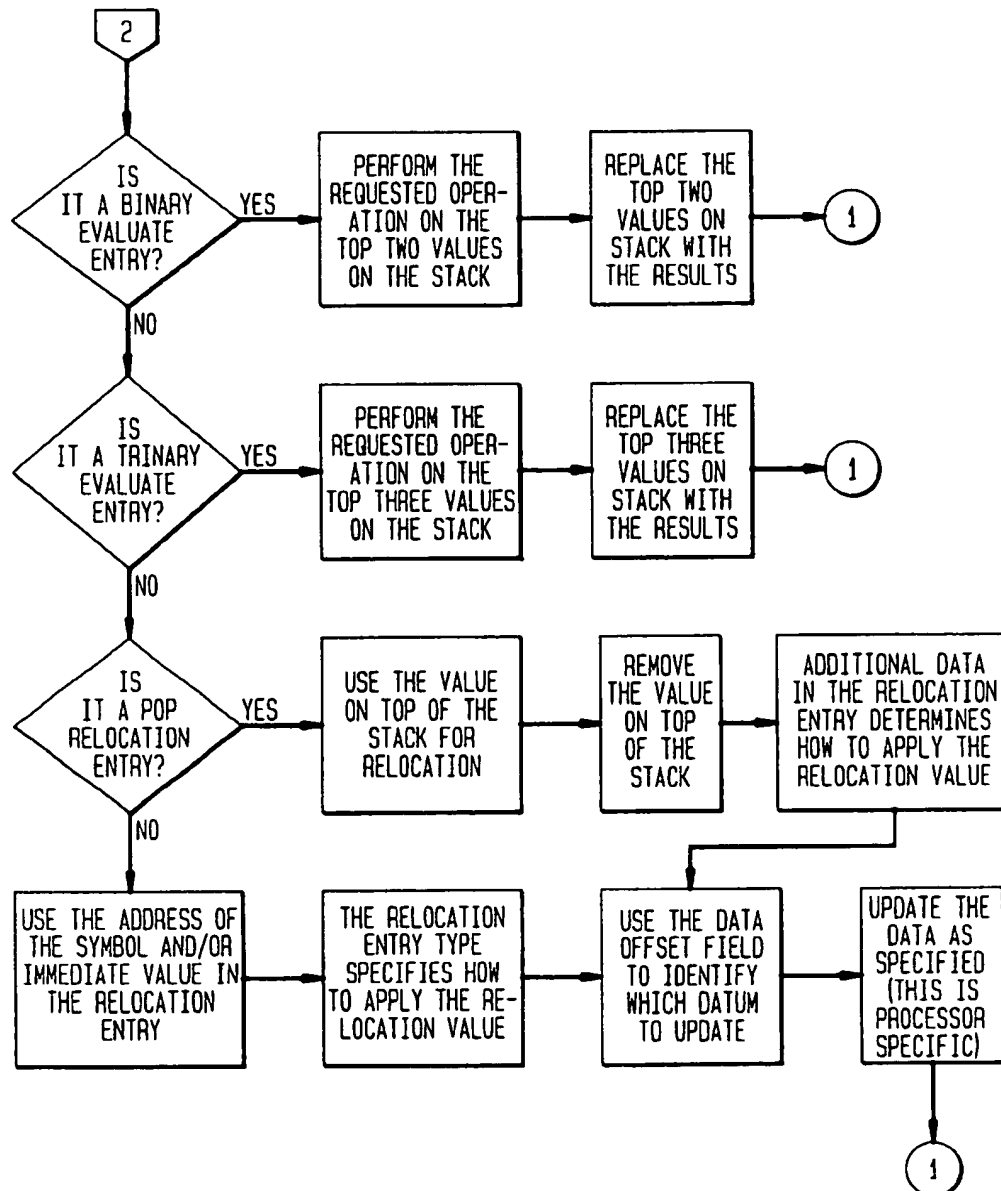 2
IS
IT A BINARY
EVALUATE
ENTRY?
YES
PERFORM THE
REQUESTED OPER-
ATION ON THE
TOP TWO VALUES
ON THE STACK
REPLACE THE
TOP TWO
VALUES ON
STACK WITH
THE RESULTS
1
NO
IS
IT A TRINARY
EVALUATE
ENTRY?
YES
PERFORM THE
REQUESTED OPER-
ATION ON THE
TOP THREE VALUES
ON THE STACK
REPLACE THE
TOP THREE
VALUES ON
STACK WITH
THE RESULTS
1
NO
IS
IT A POP
RELOCATION
ENTRY?
YES
USE THE VALUE
ON TOP OF THE
STACK FOR
RELOCATION
REMOVE
THE VALUE
ON TOP
OF THE
STACK
ADDITIONAL DATA
IN THE RELOCATION
ENTRY DETERMINES
HOW TO APPLY THE
RELOCATION VALUE
NO
USE THE ADDRESS OF
THE SYMBOL AND/OR
IMMEDIATE VALUE IN
THE RELOCATION
ENTRY
THE RELOCATION
ENTRY TYPE
SPECIFIES HOW
TO APPLY THE RE-
LOCATION VALUE
USE THE DATA
OFFSET FIELD
TO IDENTIFY
WHICH DATUM
TO UPDATE
UPDATE THE
DATA AS
SPECIFIED
(THIS IS
PROCESSOR
SPECIFIC)
1